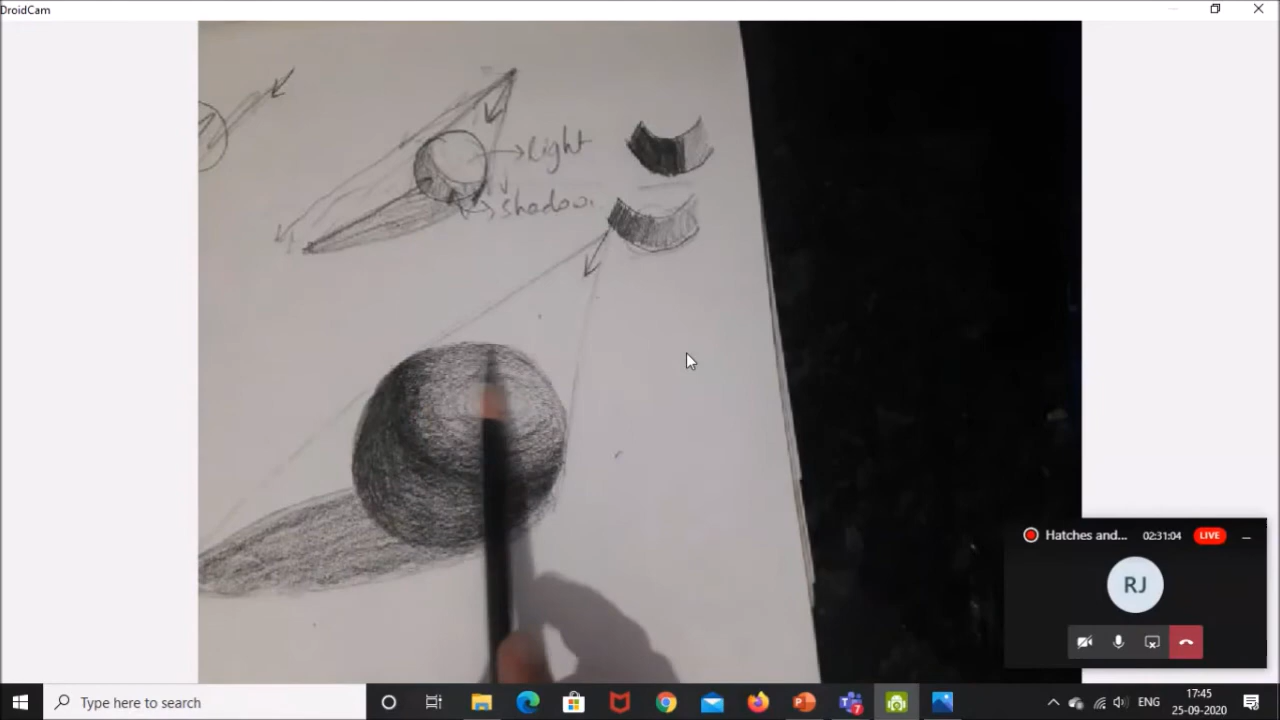 DroidCam
Light
Shadow.
Hatches and...
02:31:04
LIVE
RJ
Type here to search
7
ENG
17:45
25-09-2020